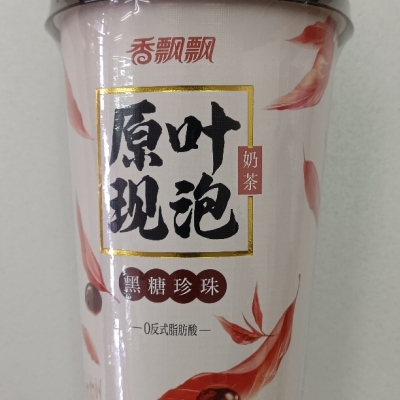 香飘飘
原叶
现泡
奶茶
黑糖珍珠
0反式脂肪酸